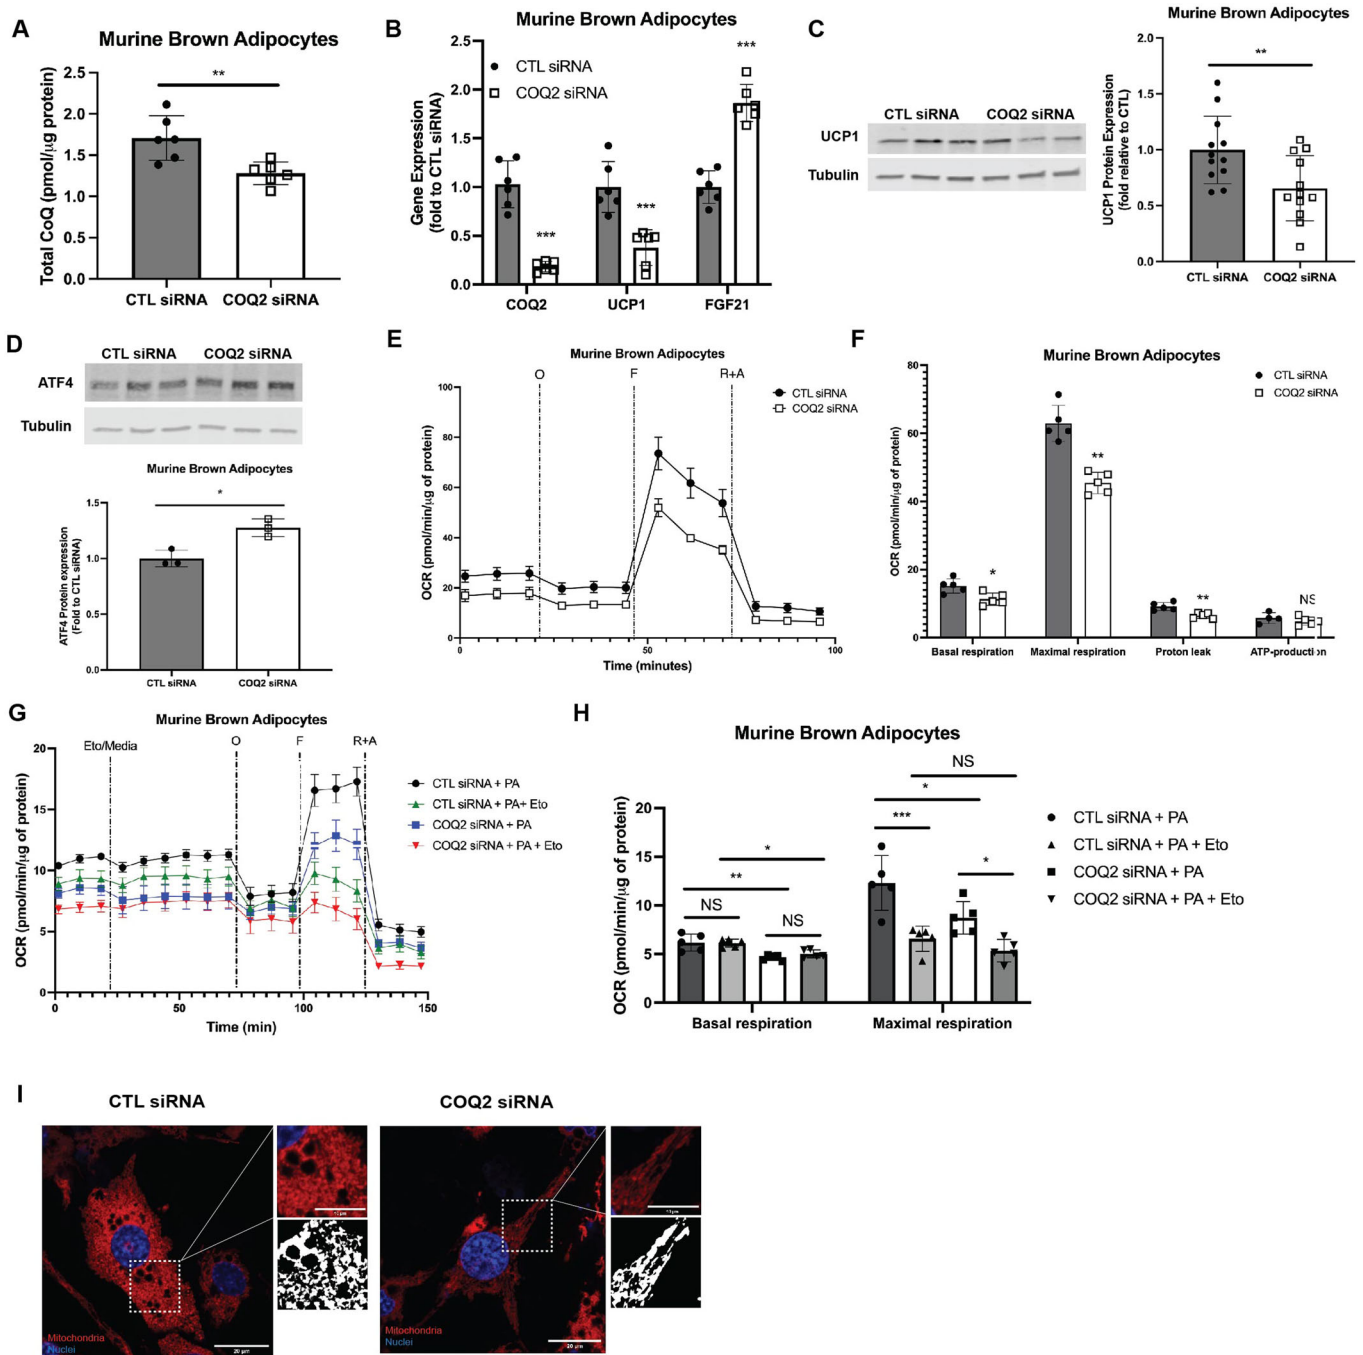 A
Murine Brown Adipocytes
Total CoQ (pmol/µg protein)
2.5
2.0
1.5
1.0
0.5
0.0
**
CTL siRNA
COQ2 siRNA
B
Murine Brown Adipocytes
Gene Expression
(fold to CTL siRNA)
2.5
2.0
1.5
1.0
0.5
0.0
CTL siRNA
COQ2 siRNA
***
***
***
COQ2
UCP1
FGF21
C
CTL siRNA
COQ2 siRNA
UCP1
Tubulin
Murine Brown Adipocytes
UCP1 Protein Expression
(fold relative to CTL)
2.0
1.5
1.0
0.5
0.0
**
CTL siRNA
COQ2 siRNA
D
CTL siRNA
COQ2 siRNA
ATF4
Tubulin
Murine Brown Adipocytes
ATF4 Protein expression
(Fold to CTL siRNA)
1.5
1.0
0.5
0.0
*
CTL siRNA
COQ2 siRNA
E
Murine Brown Adipocytes
O
F
R+A
CTL siRNA
COQ2 siRNA
OCR (pmol/min/µg of protein)
100
80
60
40
20
0
0
50
100
Time (minutes)
F
Murine Brown Adipocytes
CTL siRNA
COQ2 siRNA
OCR (pmol/min/µg of protein)
80
60
40
20
0
*
**
**
NS
Basal respiration
Maximal respiration
Proton leak
ATP-production
G
Murine Brown Adipocytes
Eto/Media
O
F
R+A
OCR (pmol/min/µg of protein)
20
15
10
5
0
0
50
100
150
Time (min)
CTL siRNA + PA
CTL siRNA + PA+ Eto
COQ2 siRNA + PA
COQ2 siRNA + PA + Eto
H
Murine Brown Adipocytes
OCR (pmol/min/µg of protein)
20
15
10
5
0
*
**
NS
NS
NS
*
***
*
Basal respiration
Maximal respiration
CTL siRNA + PA
CTL siRNA + PA + Eto
COQ2 siRNA + PA
COQ2 siRNA + PA + Eto
I
CTL siRNA
COQ2 siRNA
Mitochondria
Nuclei
20 µm
Mitochondria
Nuclei
20 µm